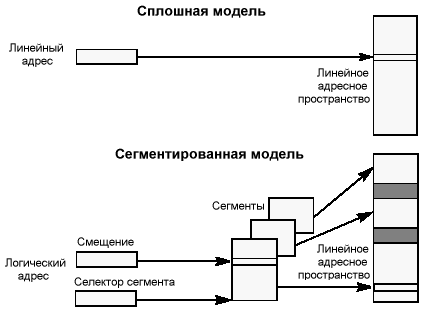 Сплошная модель
Линейный
адрес
Линейное
адресное
пространство
Сегментированная модель
Сегменты
Смещение
Логический
адрес
Селектор сегмента
Линейное
адресное
пространство